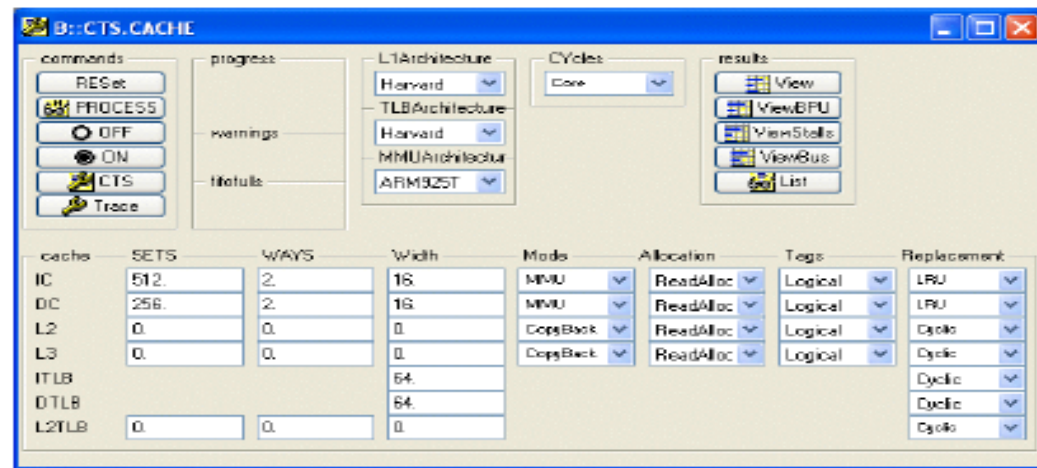 B::CTS.CACHE
commands progress L1Architecture CYcles results
RESet Harvard Core View
PROCESS TLBArchitecture ViewBPU
OFF warnings Harvard ViewStalls
ON MMUArchitectur ViewBus
CTS fifofulls ARM925T List
Trace
cache SETS WAYS Width Mode Allocation Tags Replacement
IC 512. 2. 16. MMU ReadAlloc Logical LRU
DC 256. 2. 16. MMU ReadAlloc Logical LRU
L2 0. 0. 0. CopyBack ReadAlloc Logical Cyclic
L3 0. 0. 0. CopyBack ReadAlloc Logical Cyclic
ITLB 64. Cyclic
DTLB 64. Cyclic
L2TLB 0. 0. 0. Cyclic